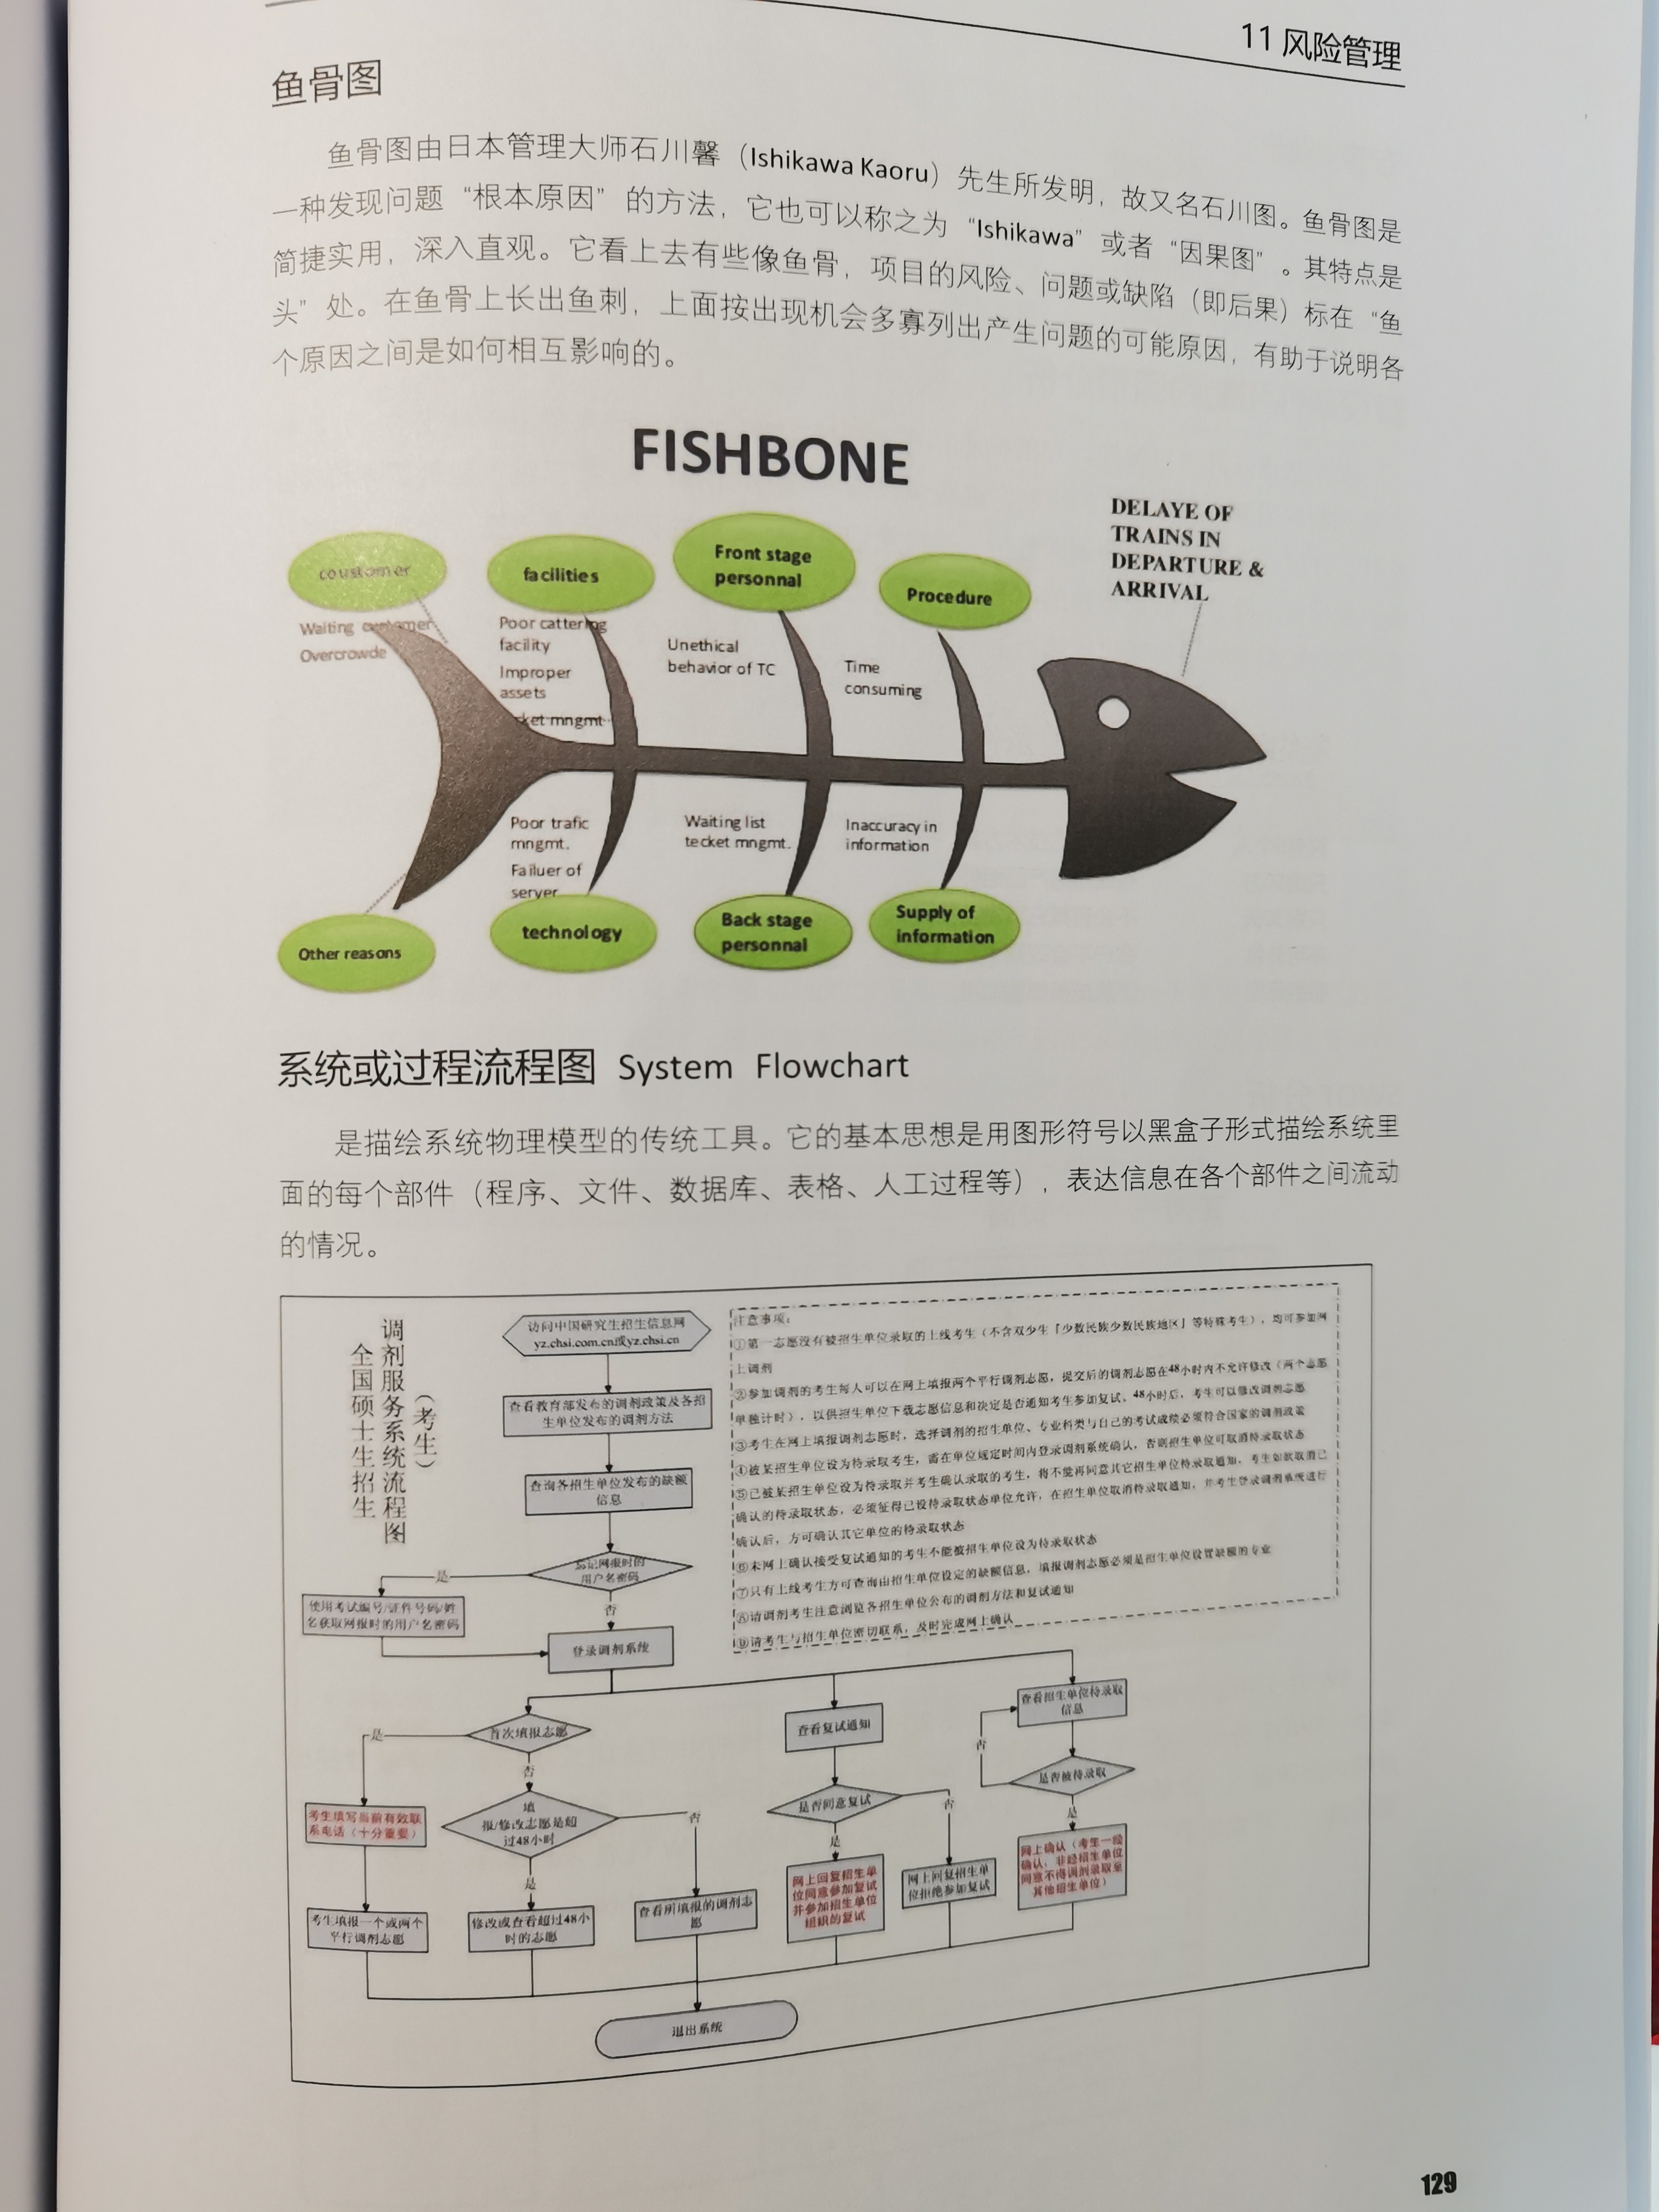 11 风险管理
鱼骨图
鱼骨图由日本管理大师石川馨（Ishikawa Kaoru）先生所发明，故又名石川图。鱼骨图是
一种发现问题“根本原因”的方法，它也可以称之为“Ishikawa”或者“因果图”。其特点是
简捷实用，深入直观。它看上去有些像鱼骨，项目的风险、问题或缺陷（即后果）标在“鱼
头”处。在鱼骨上长出鱼刺，上面按出现机会多寡列出产生问题的可能原因，有助于说明各
个原因之间是如何相互影响的。
FISHBONE
DELAYE OF
TRAINS IN
DEPARTURE &
ARRIVAL
coustomer
facilities
Front stage
personnal
Procedure
Waiting customer
Overcrowde
Poor cattering
facility
Improper
assets
ket mngmt
Unethical
behavior of TC
Time
consuming
Poor trafic
mngmt.
Failuer of
server
Waiting list
tecket mngmt.
Inaccuracy in
information
Other reasons
technology
Back stage
personnal
Supply of
information
系统或过程流程图 System Flowchart
是描绘系统物理模型的传统工具。它的基本思想是用图形符号以黑盒子形式描绘系统里
面的每个部件（程序、文件、数据库、表格、人工过程等），表达信息在各个部件之间流动
的情况。
全国硕士生招生
调剂服务系统流程图
（考生）
访问中国研究生招生信息网
yz.chsi.com.cn或yz.chsi.cn
查看教育部发布的调剂政策及各招
生单位发布的调剂方法
查询各招生单位发布的缺额
信息
忘记网报时的
用户名密码
是
否
使用考试编号/证件号码/姓
名获取网报时的用户名密码
登录调剂系统
注意事项：
①第一志愿没有被招生单位录取的上线考生（不含双少生「少数民族少数民族地区」等特殊考生），均可参加网
上调剂
②参加调剂的考生每人可以在网上填报两个平行调剂志愿，提交后的调剂志愿在48小时内不允许修改（两个志愿
单独计时），以供招生单位下载志愿信息和决定是否通知考生参加复试。48小时后，考生可以修改调剂志愿
③考生在网上填报调剂志愿时，选择调剂的招生单位、专业科类与自己的考试成绩必须符合国家的调剂政策
④被某招生单位设为待录取考生，需在单位规定时间内登录调剂系统确认，否则招生单位可取消待录取状态
⑤已被某招生单位设为待录取并考生确认录取的考生，将不能再同意其它招生单位待录取通知，考生如欲取消已
确认的待录取状态，必须征得已设待录取状态单位允许，在招生单位取消待录取通知，并考生登录调剂系统进行
确认后，方可确认其它单位的待录取状态
⑥未网上确认接受复试通知的考生不能被招生单位设为待录取状态
⑦只有上线考生方可查询由招生单位设定的缺额信息，填报调剂志愿必须是招生单位设置缺额的专业
⑧请调剂考生注意浏览各招生单位公布的调剂方法和复试通知
⑨请考生与招生单位密切联系，及时完成网上确认
首次填报志愿
是
否
考生填写当前有效联
系电话（十分重要）
填
报/修改志愿是超
过48小时
否
是
考生填报一个或两个
平行调剂志愿
修改或查看超过48小
时的志愿
查看所填报的调剂志
愿
查看复试通知
是否同意复试
否
是
网上回复招生单
位同意参加复试
并参加招生单位
组织的复试
网上回复招生单
位拒绝参加复试
查看招生单位待录取
信息
否
是否被待录取
是
网上确认（考生一经
确认，非经招生单位
同意不得调剂录取至
其他招生单位）
退出系统
129